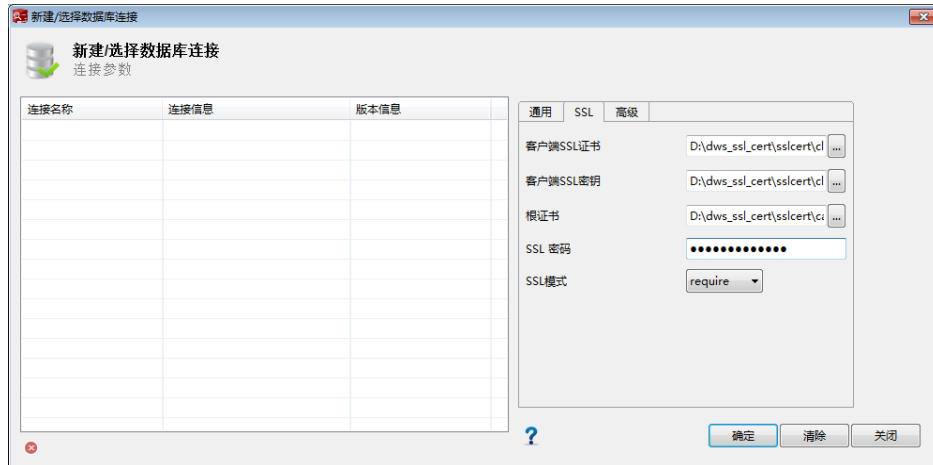 新建/选择数据库连接
新建/选择数据库连接
连接参数
连接名称 连接信息 版本信息
通用 SSL 高级
客户端SSL证书 D:\dws_ssl_cert\sslcert\cl ...
客户端SSL密钥 D:\dws_ssl_cert\sslcert\cl ...
根证书 D:\dws_ssl_cert\sslcert\ca ...
SSL 密码 •••••••••••••
SSL模式 require
? 确定 清除 关闭